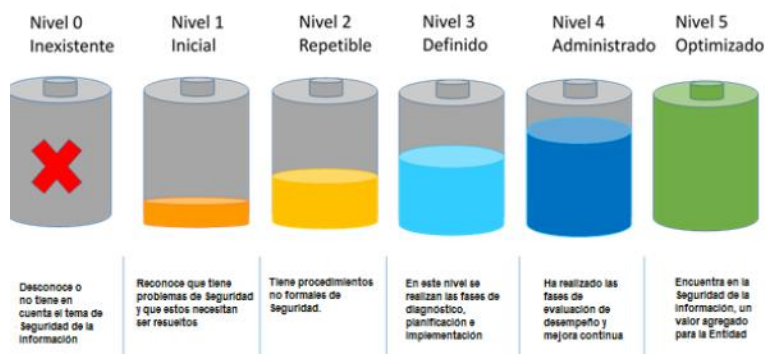 Nivel 0
Inexistente
Nivel 1
Inicial
Nivel 2
Repetible
Nivel 3
Definido
Nivel 4
Administrado
Nivel 5
Optimizado
Desconoce o
no tiene en
cuenta el tema de
Seguridad de la
información
Reconoce que tiene
problemas de Seguridad
y que estos necesitan
ser resueltos
Tiene procedimientos
no formales de
Seguridad.
En este nivel se
realizan las fases de
diagnóstico,
planificación e
implementación
Ha realizado las
fases de
evaluación de
desempeño y
mejora continua
Encuentra en la
Seguridad de la
información, un
valor agregado
para la Entidad